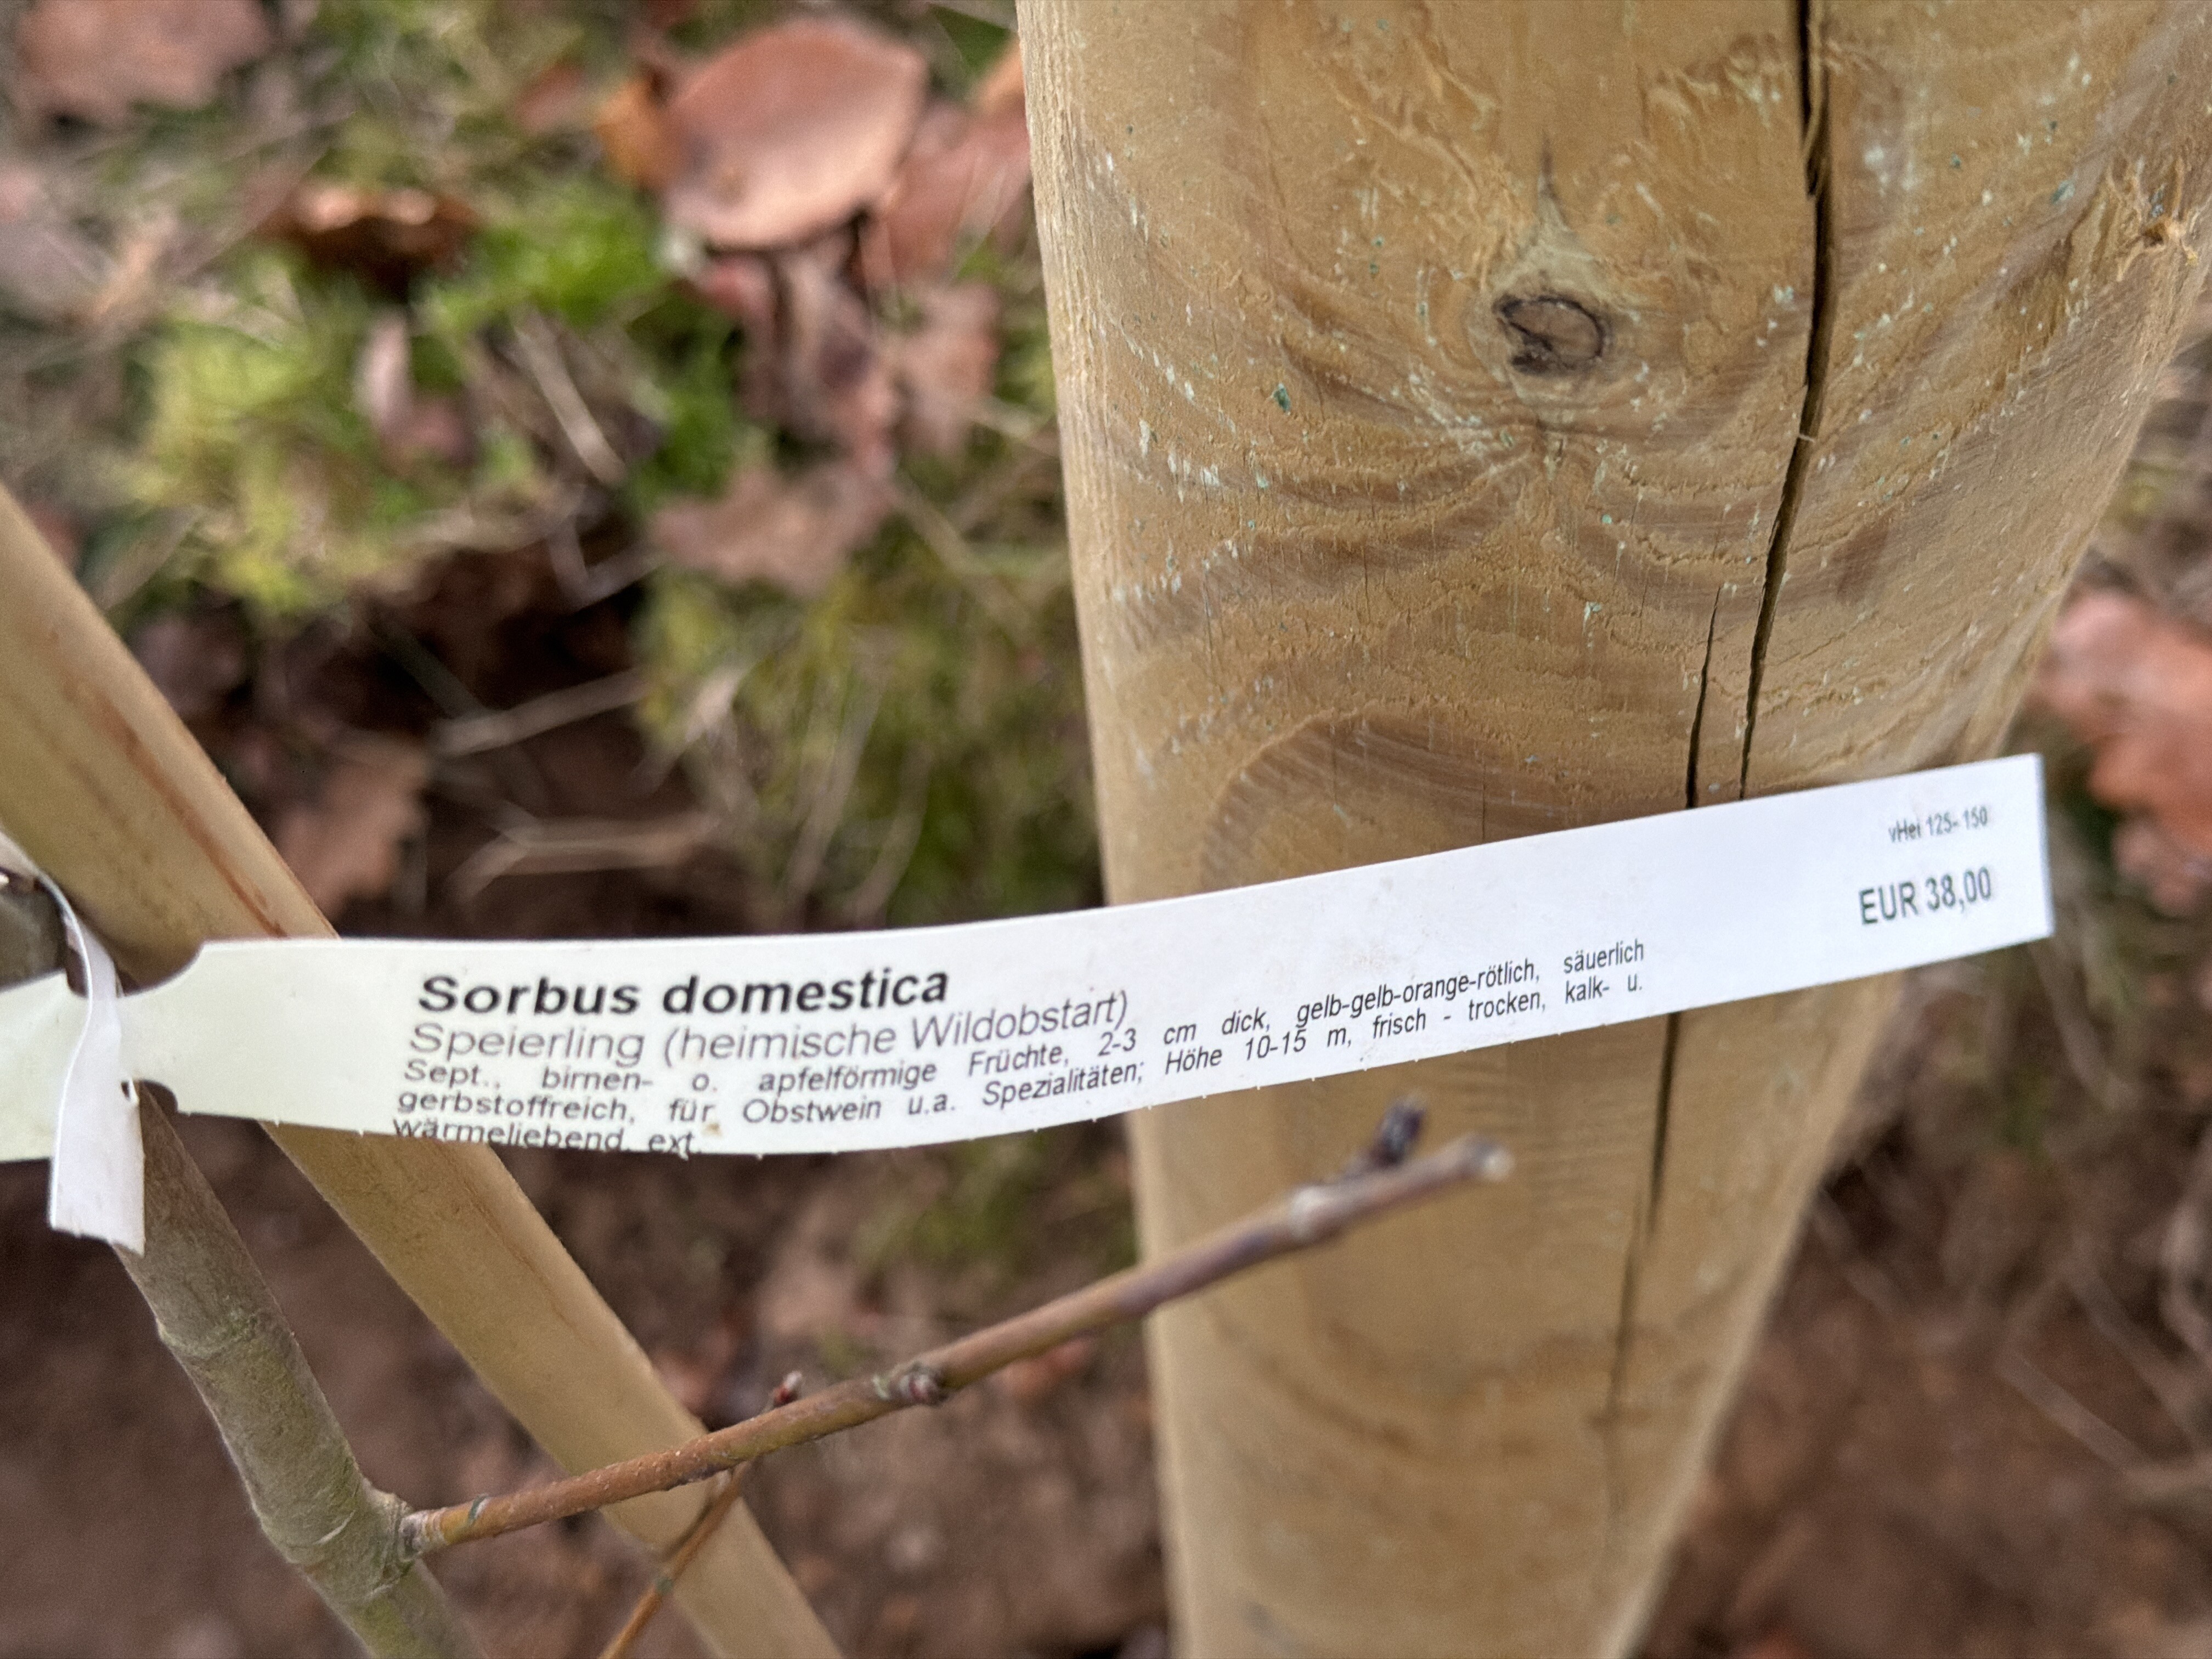 vHei 125- 150
EUR 38,00
Sorbus domestica
Speierling (heimische Wildobstart)
Sept., birnen- o. apfelförmige Früchte, 2-3 cm dick, gelb-gelb-orange-rötlich, säuerlich
gerbstoffreich, für Obstwein u.a. Spezialitäten; Höhe 10-15 m, frisch - trocken, kalk- u.
wärmeliebend, ext.